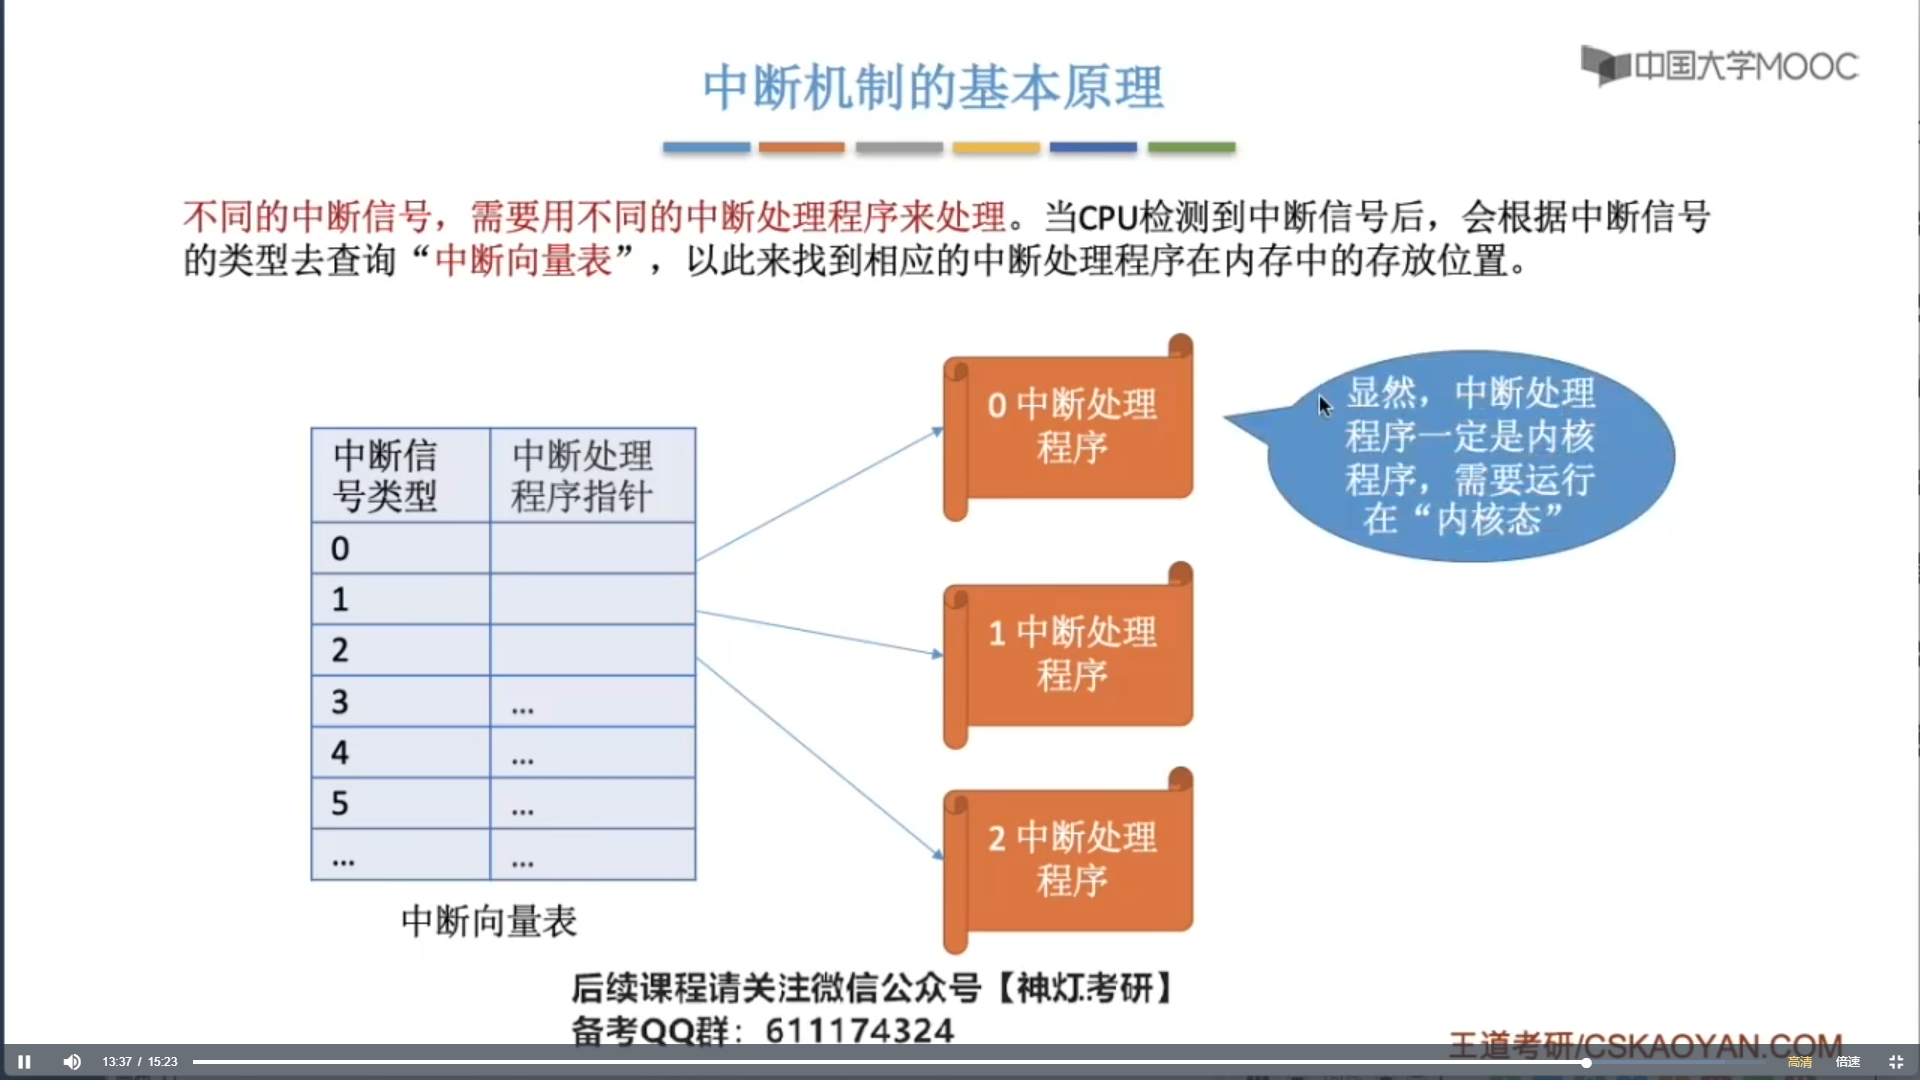 中国大学MOOC
中断机制的基本原理
不同的中断信号，需要用不同的中断处理程序来处理。当CPU检测到中断信号后，会根据中断信号
的类型去查询“中断向量表”，以此来找到相应的中断处理程序在内存中的存放位置。
中断信
号类型
中断处理
程序指针
0
1
2
3 ...
4 ...
5 ...
... ...
中断向量表
0 中断处理
程序
1 中断处理
程序
2 中断处理
程序
显然，中断处理
程序一定是内核
程序，需要运行
在“内核态”
后续课程请关注微信公众号【神灯.:考研】
备考QQ群：611174324
王道考研/CSKAOYAN.COM
13:37 / 15:23
高清
倍速